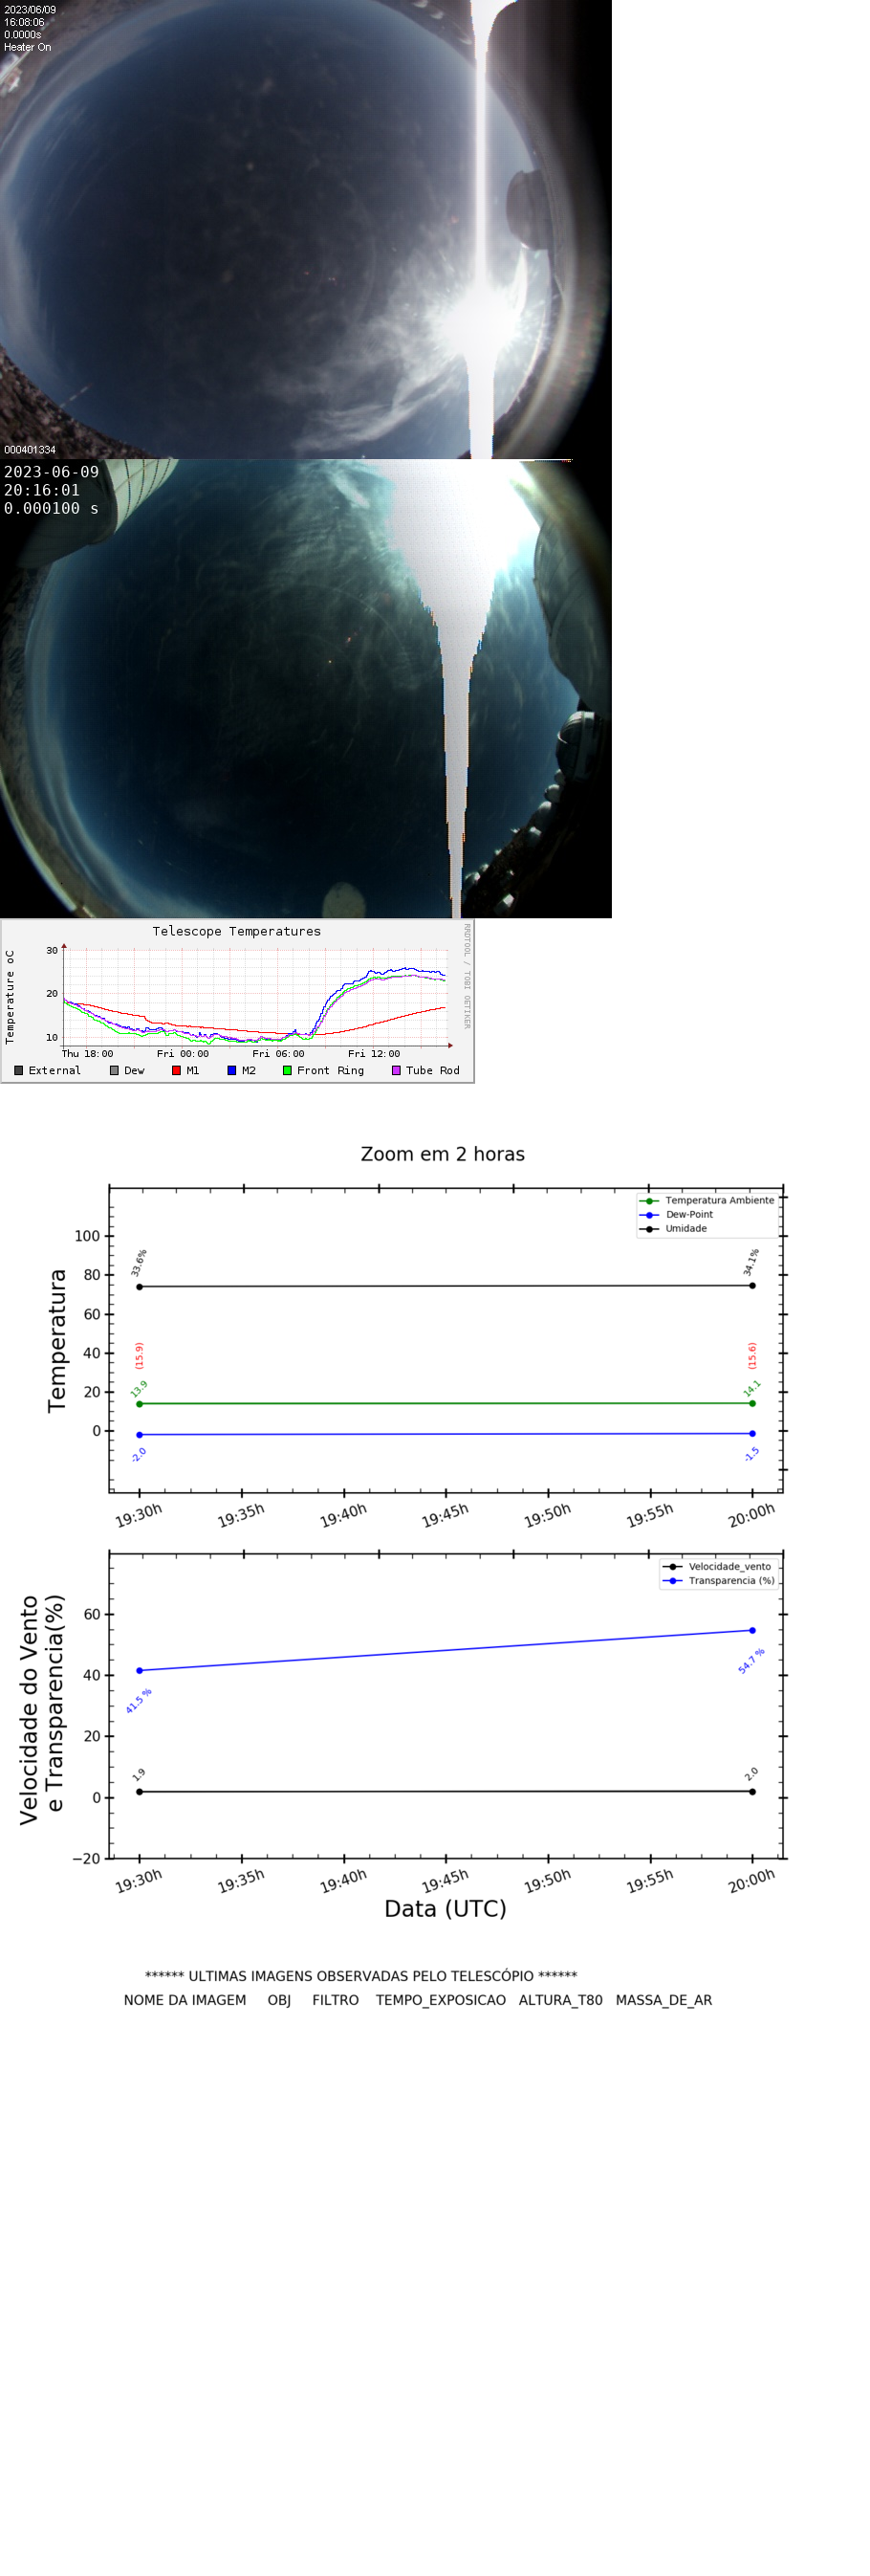 2023/06/09
16:08:06
0.0000s
Heater On
000401334
2023-06-09
20:16:01
0.000100 s
Telescope Temperatures
RRDTOOL / TOBI OETIKER
Temperature oC
30
20
10
Thu 18:00 Fri 00:00 Fri 06:00 Fri 12:00
External Dew M1 M2 Front Ring Tube Rod
Zoom em 2 horas
Temperatura Ambiente
Dew-Point
Umidade
Temperatura
100
80
60
40
20
0
33.6% 34.1%
(15.9) (15.6)
13.9 14.1
-2.0 -1.5
19:30h 19:35h 19:40h 19:45h 19:50h 19:55h 20:00h
Velocidade_vento
Transparencia (%)
Velocidade do Vento
e Transparencia(%)
60
40
20
0
−20
41.5 % 54.7 %
1.9 2.0
19:30h 19:35h 19:40h 19:45h 19:50h 19:55h 20:00h
Data (UTC)
****** ULTIMAS IMAGENS OBSERVADAS PELO TELESCÓPIO ******
NOME DA IMAGEM OBJ FILTRO TEMPO_EXPOSICAO ALTURA_T80 MASSA_DE_AR